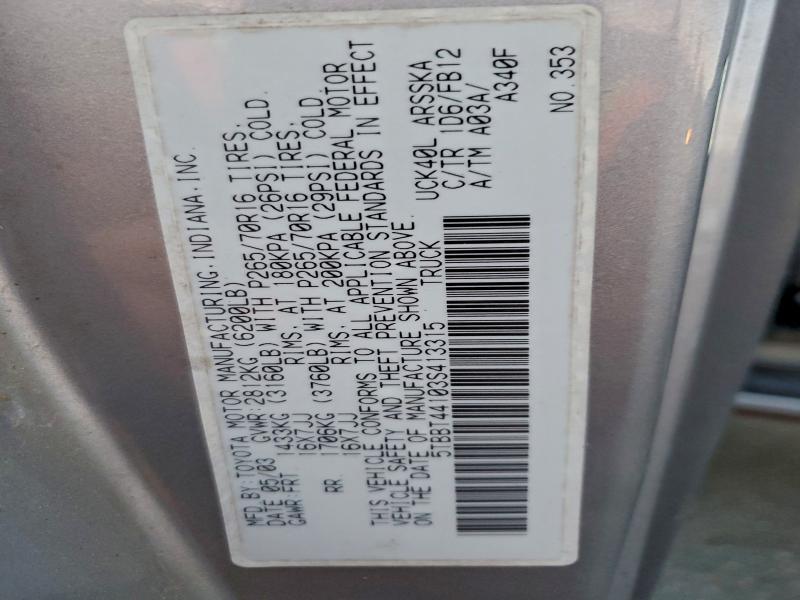 MFD.BY:TOYOTA MOTOR MANUFACTURING,INDIANA,INC.
DATE 05/03 GVWR:2812KG (6200LB)
GAWR:FRT. 1433KG (3160LB) WITH P265/70R16 TIRES,
16X7JJ RIMS, AT 180KPA (26PSI) COLD.
RR. 1706KG (3760LB) WITH P265/70R16 TIRES,
16X7JJ RIMS, AT 200KPA (29PSI) COLD.
THIS VEHICLE CONFORMS TO ALL APPLICABLE FEDERAL MOTOR
VEHICLE SAFETY AND THEFT PREVENTION STANDARDS IN EFFECT
ON THE DATE OF MANUFACTURE SHOWN ABOVE.
5TBBT44103S413315 TRUCK
UCK40L ARSSKA
C/TR 1D6/FB12
A/TM A03A/
A340F
NO.353